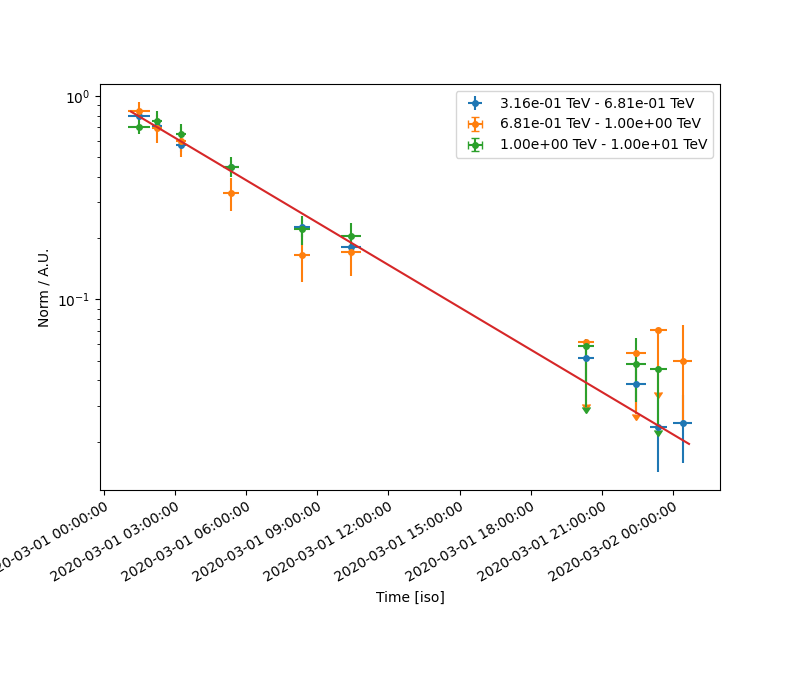 10⁰
10⁻¹
Norm / A.U.
3.16e-01 TeV - 6.81e-01 TeV
6.81e-01 TeV - 1.00e+00 TeV
1.00e+00 TeV - 1.00e+01 TeV
20-03-01 00:00:00
2020-03-01 03:00:00
2020-03-01 06:00:00
2020-03-01 09:00:00
2020-03-01 12:00:00
2020-03-01 15:00:00
2020-03-01 18:00:00
2020-03-01 21:00:00
2020-03-02 00:00:00
Time [iso]